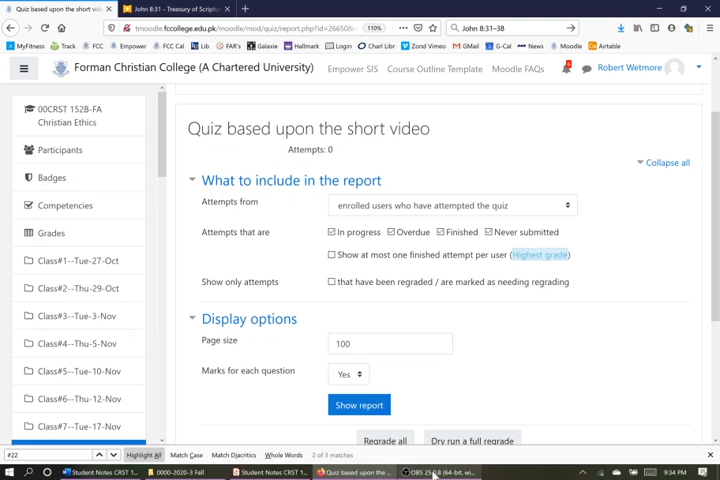 Quiz based upon the short vide
John 8:31 - Treasury of Scriptu
tmoodle.fccollege.edu.pk/moodle/mod/quiz/report.php?id=26650
110%
John 8:31–38
MyFitness Track FCC Empower FCC Cal Lib FAR's Galaxie Hallmark Login Charl Libr Zond Vimeo GMail G-Cal News Moodle Airtable
Forman Christian College (A Chartered University)
Empower SIS Course Outline Template Moodle FAQs
Robert Wetmore
00CRST 152B-FA
Christian Ethics
Participants
Badges
Competencies
Grades
Class#1--Tue-27-Oct
Class#2--Thu-29-Oct
Class#3--Tue-3-Nov
Class#4--Thu-5-Nov
Class#5--Tue-10-Nov
Class#6--Thu-12-Nov
Class#7--Tue-17-Nov
Quiz based upon the short video
Attempts: 0
Collapse all
What to include in the report
Attempts from enrolled users who have attempted the quiz
Attempts that are In progress Overdue Finished Never submitted
Show at most one finished attempt per user (Highest grade)
Show only attempts that have been regraded / are marked as needing regrading
Display options
Page size 100
Marks for each question Yes
Show report
Regrade all Dry run a full regrade
#22 Highlight All Match Case Match Diacritics Whole Words 2 of 3 matches
Student Notes CRST 1... 0000-2020-3 Fall Student Notes CRST 1... Quiz based upon the ... OBS 25.0.8 (64-bit, wi... 9:34 PM